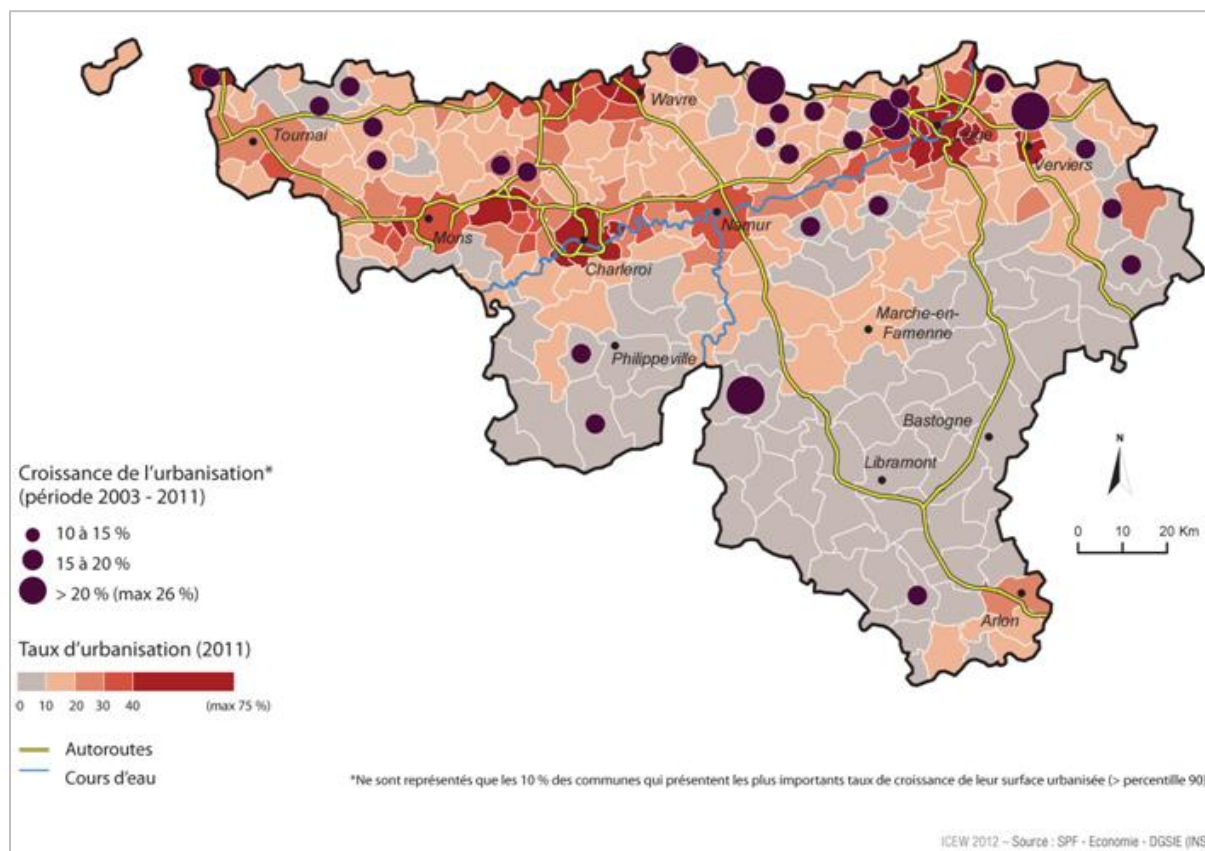 Wavre
Tournai
Liège
Verviers
Mons
Namur
Charleroi
Marche-en-
Famenne
Philippeville
Bastogne
Libramont
Arlon
N
0 10 20 Km
Croissance de l'urbanisation*
(période 2003 - 2011)
10 à 15 %
15 à 20 %
> 20 % (max 26 %)
Taux d'urbanisation (2011)
0 10 20 30 40 (max 75 %)
Autoroutes
Cours d'eau
*Ne sont représentés que les 10 % des communes qui présentent les plus importants taux de croissance de leur surface urbanisée (> percentille 90)
ICEW 2012 – Source : SPF - Economie - DGSIE (INS